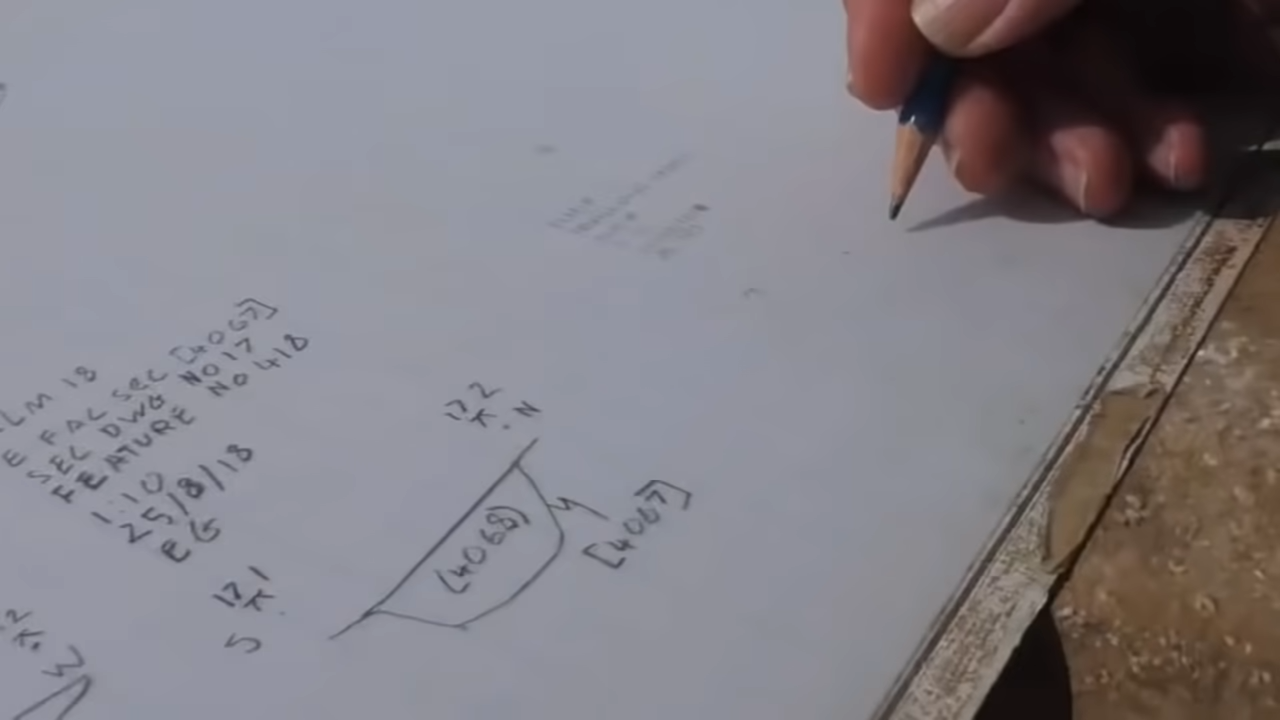 LM 18
E FAC SEC [4067]
SEC DWG NO 17
FEATURE NO 418
1:10
25/8/18
EG
17.2
N
(4068)
[4067]
17.1
S
W